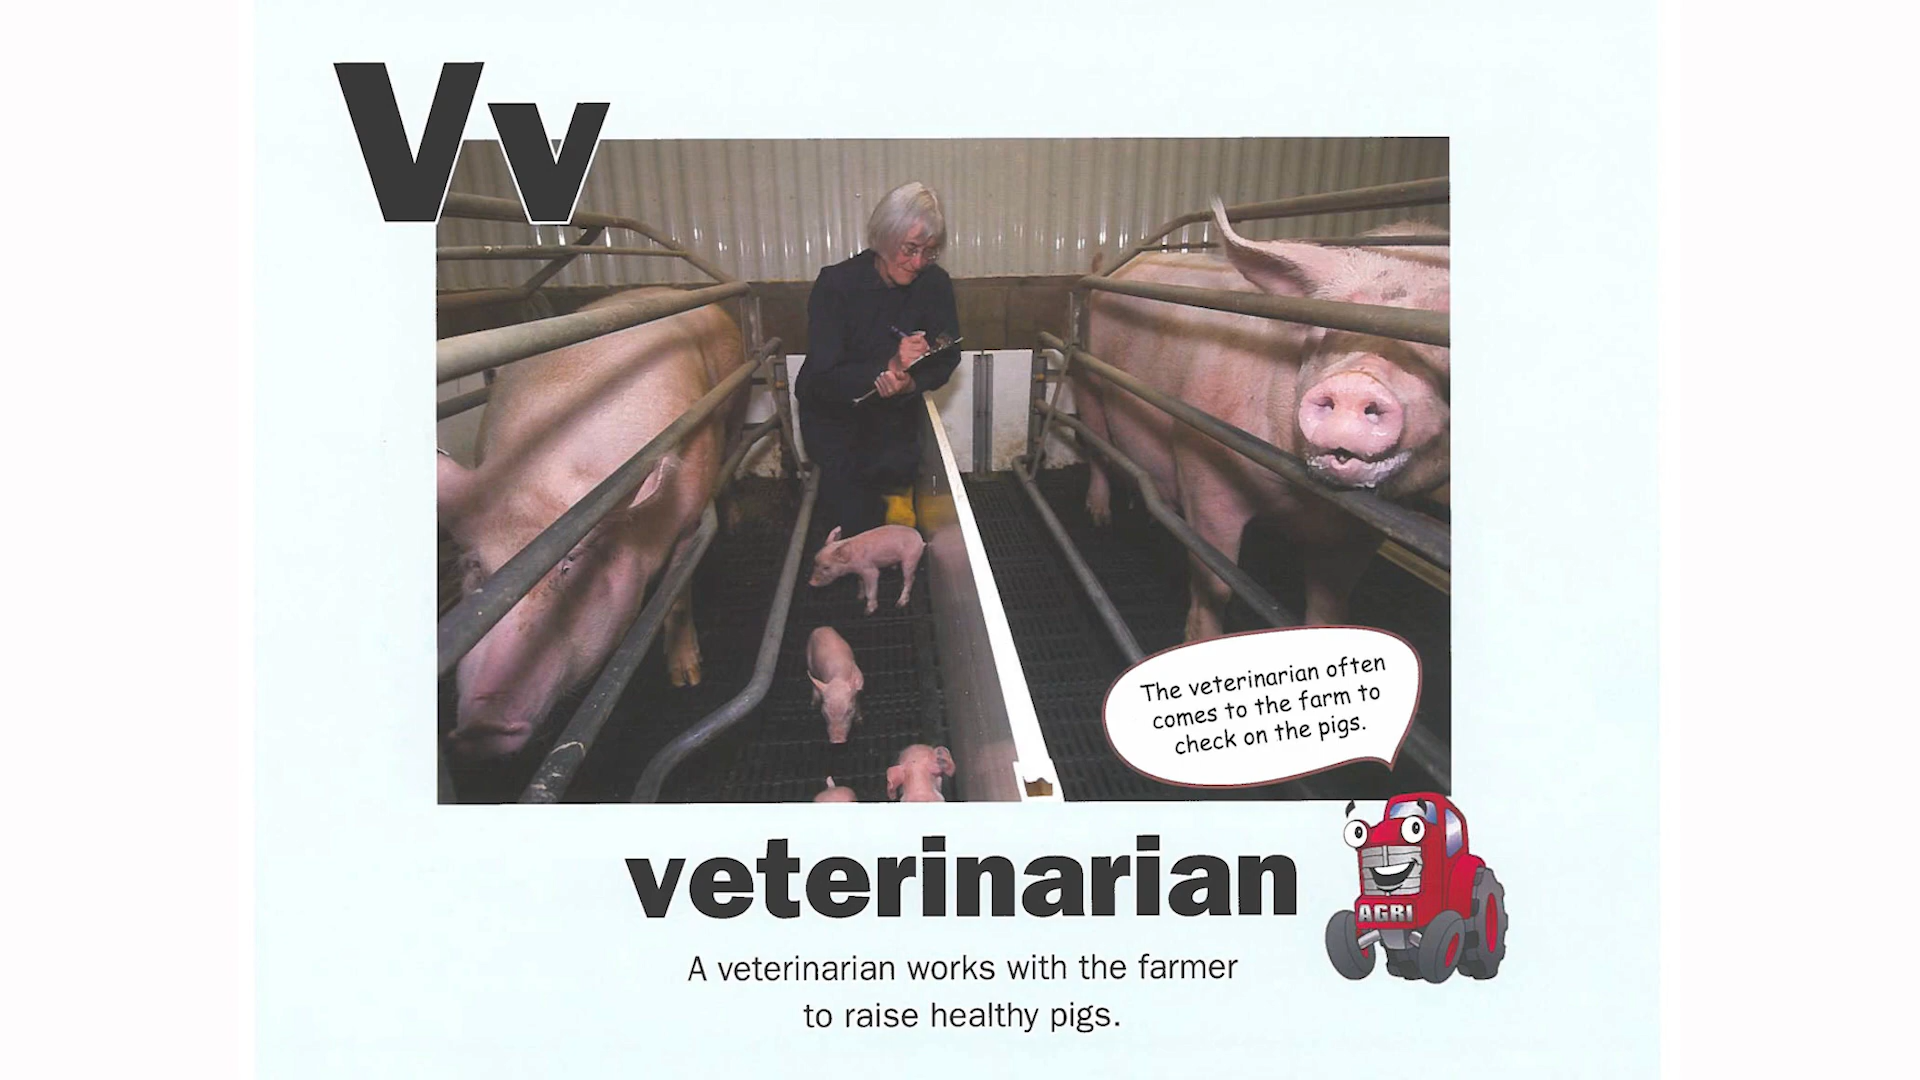 Vv
The veterinarian often
comes to the farm to
check on the pigs.
veterinarian
AGRI
A veterinarian works with the farmer
to raise healthy pigs.